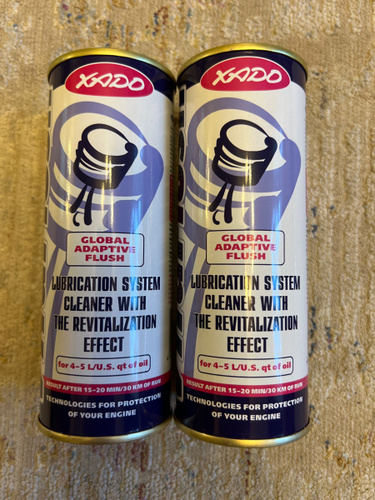 XADO
GLOBAL
ADAPTIVE
FLUSH
LUBRICATION SYSTEM
CLEANER WITH
THE REVITALIZATION
EFFECT
for 4–5 L/U.S. qt of oil
RESULT AFTER 15–20 MIN/30 KM OF RUN
TECHNOLOGIES FOR PROTECTION
OF YOUR ENGINE
XADO
GLOBAL
ADAPTIVE
FLUSH
LUBRICATION SYSTEM
CLEANER WITH
THE REVITALIZATION
EFFECT
for 4–5 L/U.S. qt of oil
RESULT AFTER 15–20 MIN/30 KM OF RUN
TECHNOLOGIES FOR PROTECTION
OF YOUR ENGINE